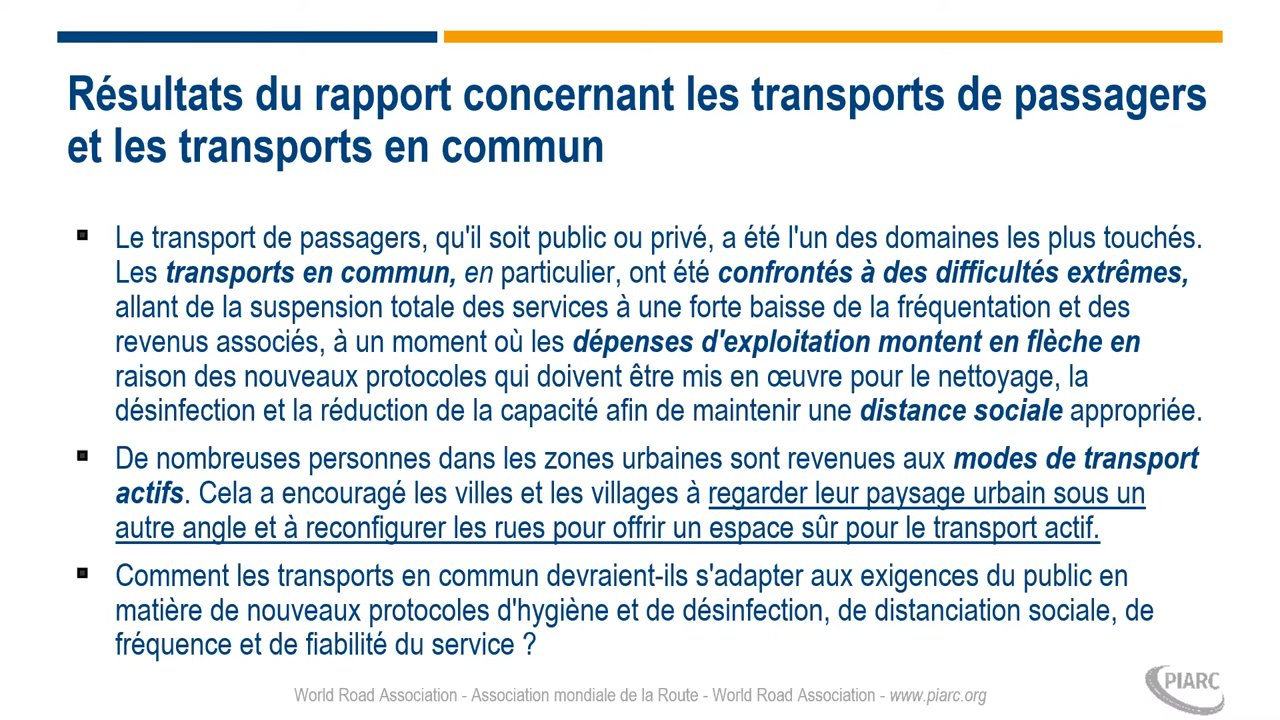 Résultats du rapport concernant les transports de passagers
et les transports en commun
Le transport de passagers, qu'il soit public ou privé, a été l'un des domaines les plus touchés.
Les transports en commun, en particulier, ont été confrontés à des difficultés extrêmes,
allant de la suspension totale des services à une forte baisse de la fréquentation et des
revenus associés, à un moment où les dépenses d'exploitation montent en flèche en
raison des nouveaux protocoles qui doivent être mis en œuvre pour le nettoyage, la
désinfection et la réduction de la capacité afin de maintenir une distance sociale appropriée.
De nombreuses personnes dans les zones urbaines sont revenues aux modes de transport
actifs. Cela a encouragé les villes et les villages à regarder leur paysage urbain sous un
autre angle et à reconfigurer les rues pour offrir un espace sûr pour le transport actif.
Comment les transports en commun devraient-ils s'adapter aux exigences du public en
matière de nouveaux protocoles d'hygiène et de désinfection, de distanciation sociale, de
fréquence et de fiabilité du service ?
World Road Association - Association mondiale de la Route - World Road Association - www.piarc.org
PIARC